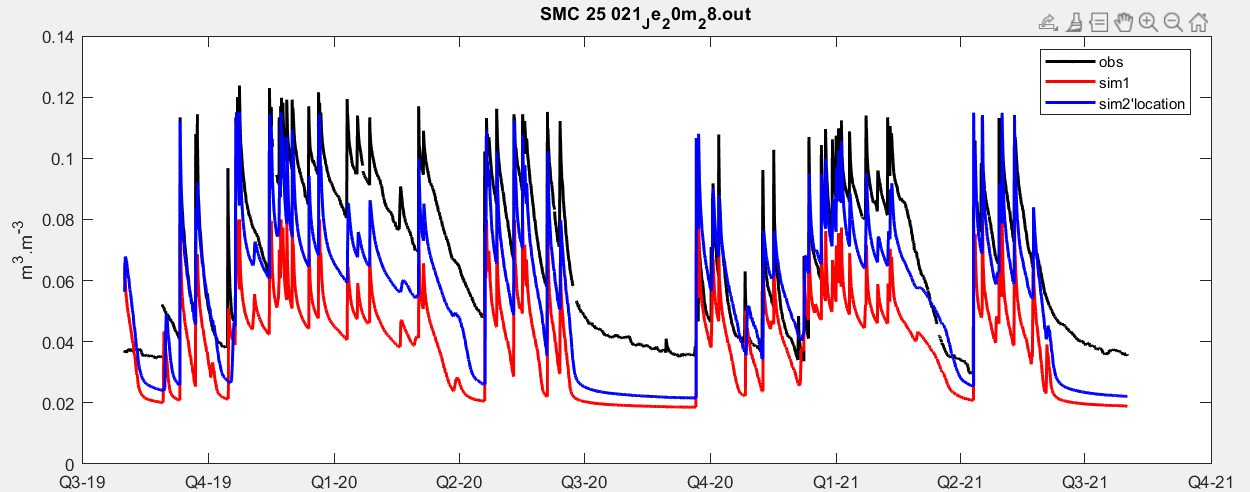 SMC 25 021Je20m28.out
0.14
0.12
0.1
0.08
0.06
0.04
0.02
0
m3.m-3
obs
sim1
sim2'location
Q3-19 Q4-19 Q1-20 Q2-20 Q3-20 Q4-20 Q1-21 Q2-21 Q3-21 Q4-21